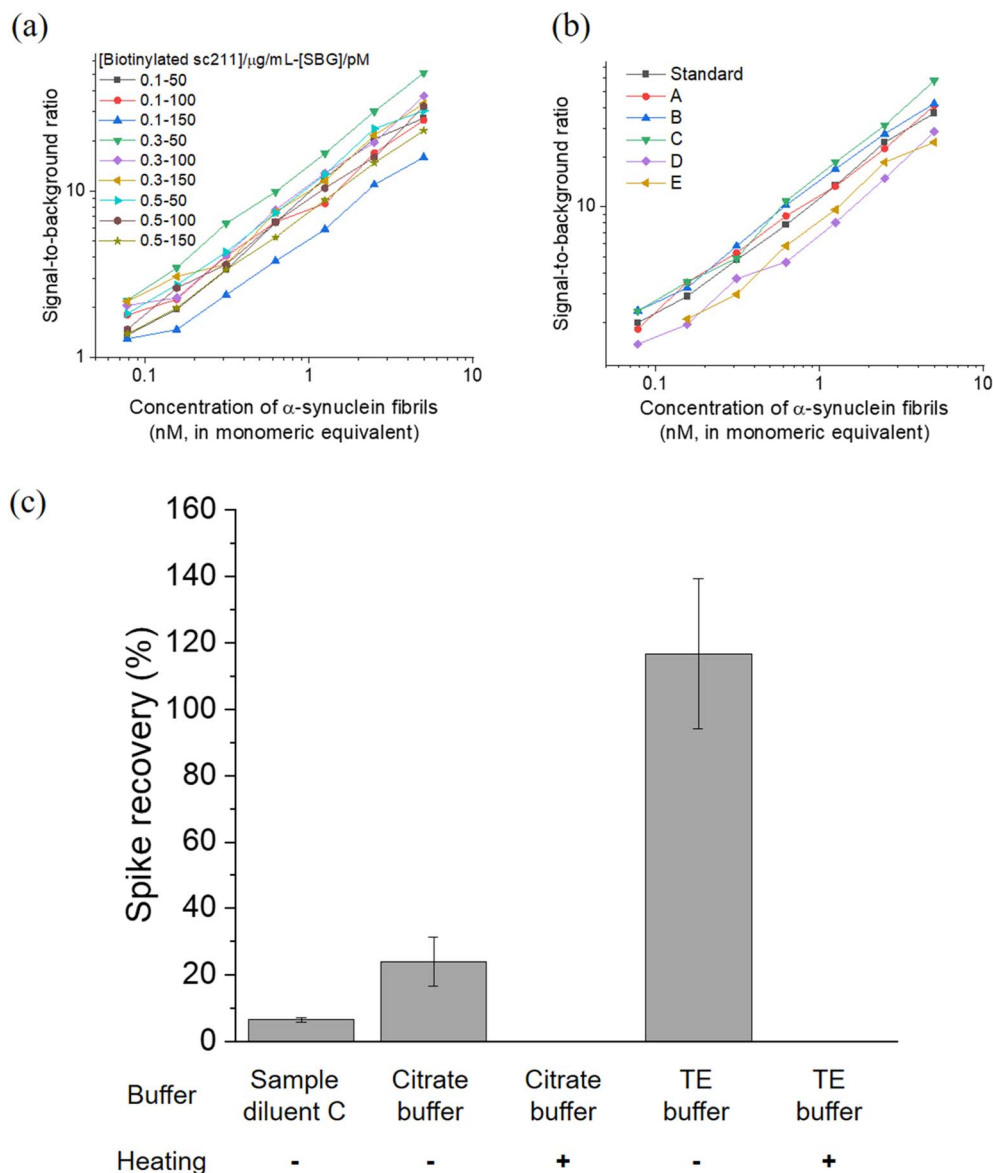 (a)
[Biotinylated sc211]/μg/mL-[SBG]/pM
0.1-50
0.1-100
0.1-150
0.3-50
0.3-100
0.3-150
0.5-50
0.5-100
0.5-150
Signal-to-background ratio
10
1
0.1
1
10
Concentration of α-synuclein fibrils
(nM, in monomeric equivalent)
(b)
Standard
A
B
C
D
E
Signal-to-background ratio
10
0.1
1
10
Concentration of α-synuclein fibrils
(nM, in monomeric equivalent)
(c)
Spike recovery (%)
160
140
120
100
80
60
40
20
0
Buffer
Sample
diluent C
Citrate
buffer
Citrate
buffer
TE
buffer
TE
buffer
Heating - - + - +